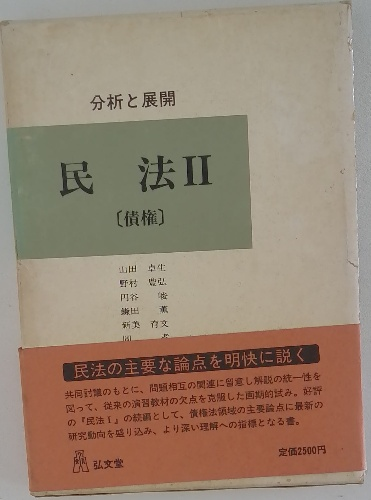 分析と展開
民 法II
〔債権〕
山田 卓生
野村 豊弘
円谷 峻
鎌田 薫
新美 育文
民法の主要な論点を明快に説く
共同討議のもとに、問題相互の関連に留意し解説の統一性を
図って、従来の演習教材の欠点を克服した画期的試み。好評
の『民法I』の続編として、債権法領域の主要論点に最新の
研究動向を盛り込み、より深い理解への指標となる書。
弘文堂
定価2500円